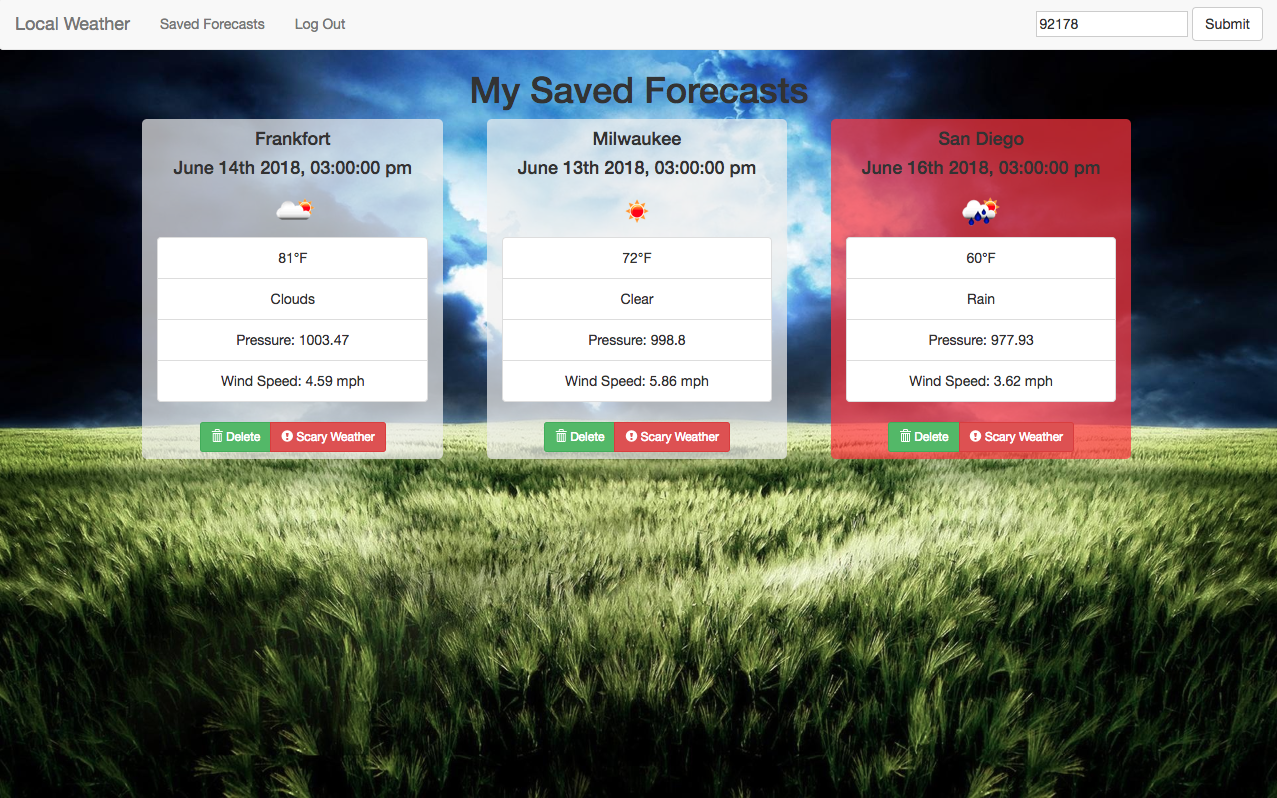 Local Weather Saved Forecasts Log Out 92178 Submit
My Saved Forecasts
Frankfort
June 14th 2018, 03:00:00 pm
81°F
Clouds
Pressure: 1003.47
Wind Speed: 4.59 mph
Delete Scary Weather
Milwaukee
June 13th 2018, 03:00:00 pm
72°F
Clear
Pressure: 998.8
Wind Speed: 5.86 mph
Delete Scary Weather
San Diego
June 16th 2018, 03:00:00 pm
60°F
Rain
Pressure: 977.93
Wind Speed: 3.62 mph
Delete Scary Weather